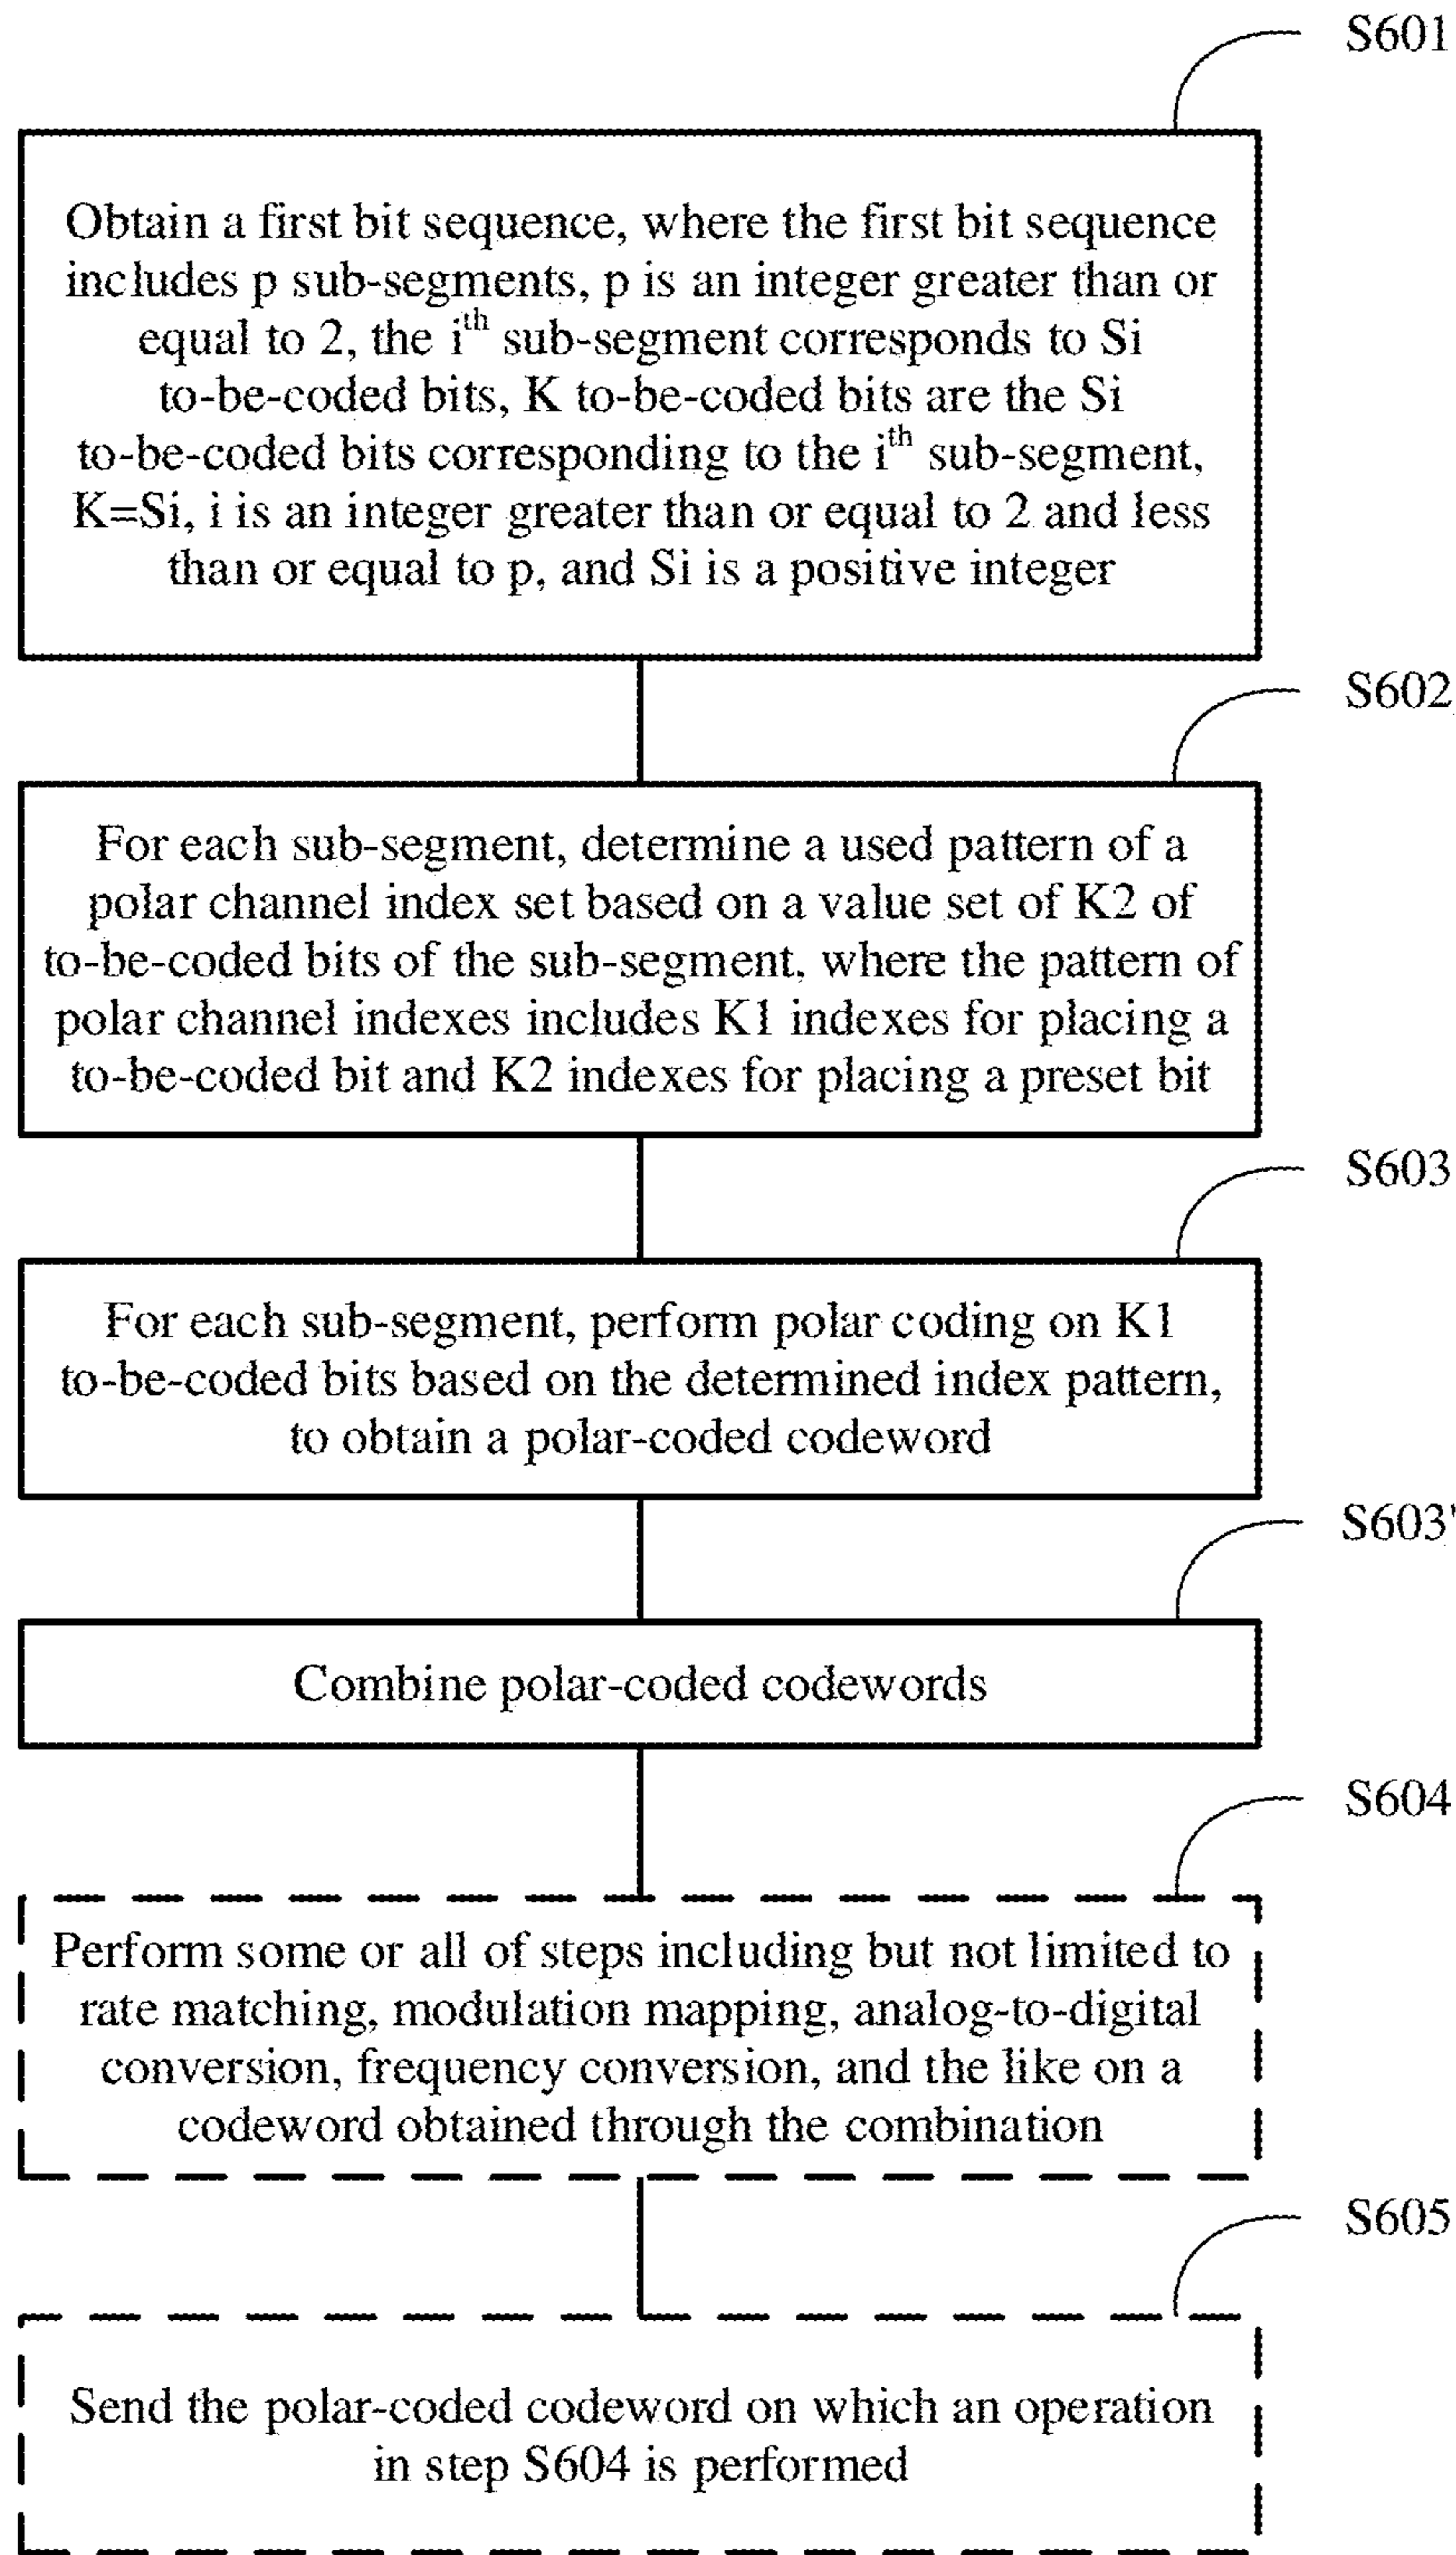 S601
Obtain a first bit sequence, where the first bit sequence
includes p sub-segments, p is an integer greater than or
equal to 2, the ith sub-segment corresponds to Si
to-be-coded bits, K to-be-coded bits are the Si
to-be-coded bits corresponding to the ith sub-segment,
K=Si, i is an integer greater than or equal to 2 and less
than or equal to p, and Si is a positive integer
S602
For each sub-segment, determine a used pattern of a
polar channel index set based on a value set of K2 of
to-be-coded bits of the sub-segment, where the pattern of
polar channel indexes includes K1 indexes for placing a
to-be-coded bit and K2 indexes for placing a preset bit
S603
For each sub-segment, perform polar coding on K1
to-be-coded bits based on the determined index pattern,
to obtain a polar-coded codeword
S603'
Combine polar-coded codewords
S604
Perform some or all of steps including but not limited to
rate matching, modulation mapping, analog-to-digital
conversion, frequency conversion, and the like on a
codeword obtained through the combination
S605
Send the polar-coded codeword on which an operation
in step S604 is performed